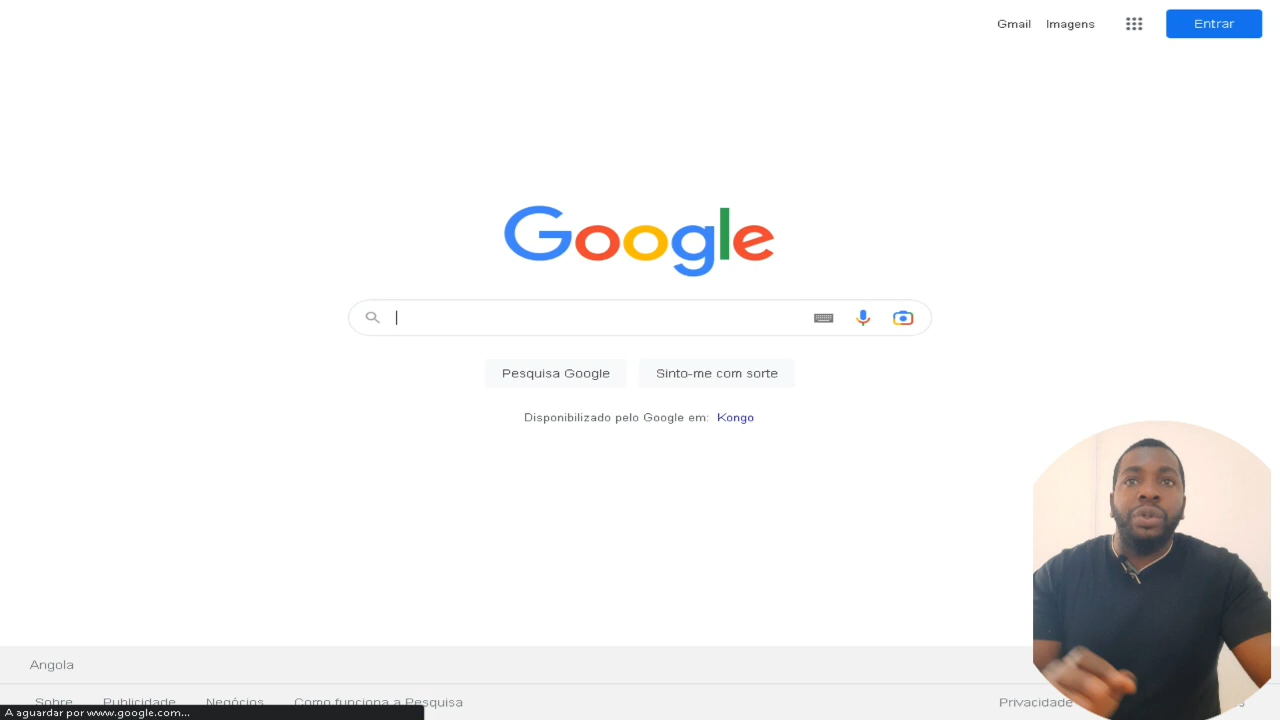 Gmail Imagens Entrar
Google
Pesquisa Google Sinto-me com sorte
Disponibilizado pelo Google em: Kongo
Angola
Sobre Publicidade Negócios Como funciona a Pesquisa Privacidade
A aguardar por www.google.com...